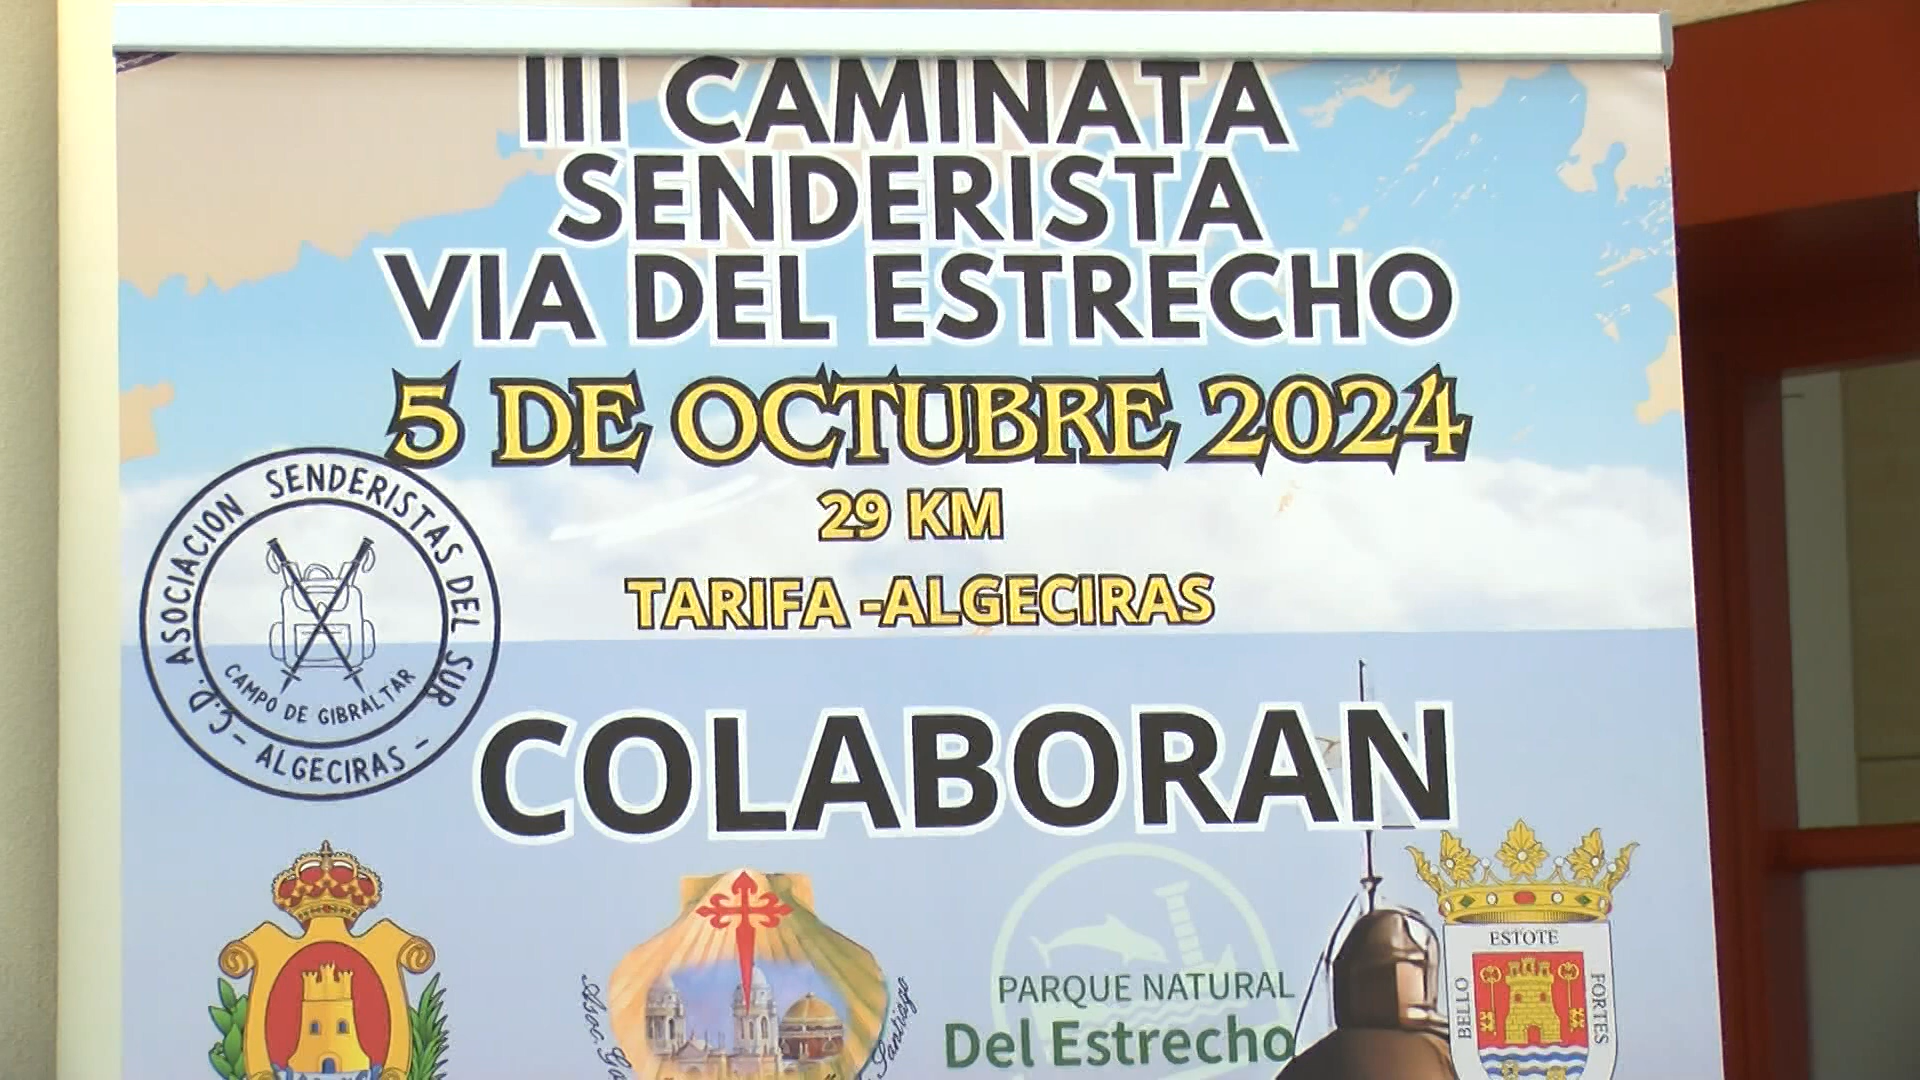 III CAMINATA
SENDERISTA
VIA DEL ESTRECHO
5 DE OCTUBRE 2024
29 KM
TARIFA -ALGECIRAS
C.D. ASOCIACION SENDERISTAS DEL SUR
CAMPO DE GIBRALTAR
- ALGECIRAS -
COLABORAN
Santiago
PARQUE NATURAL
Del Estrecho
ESTOTE
BELLO
FORTES